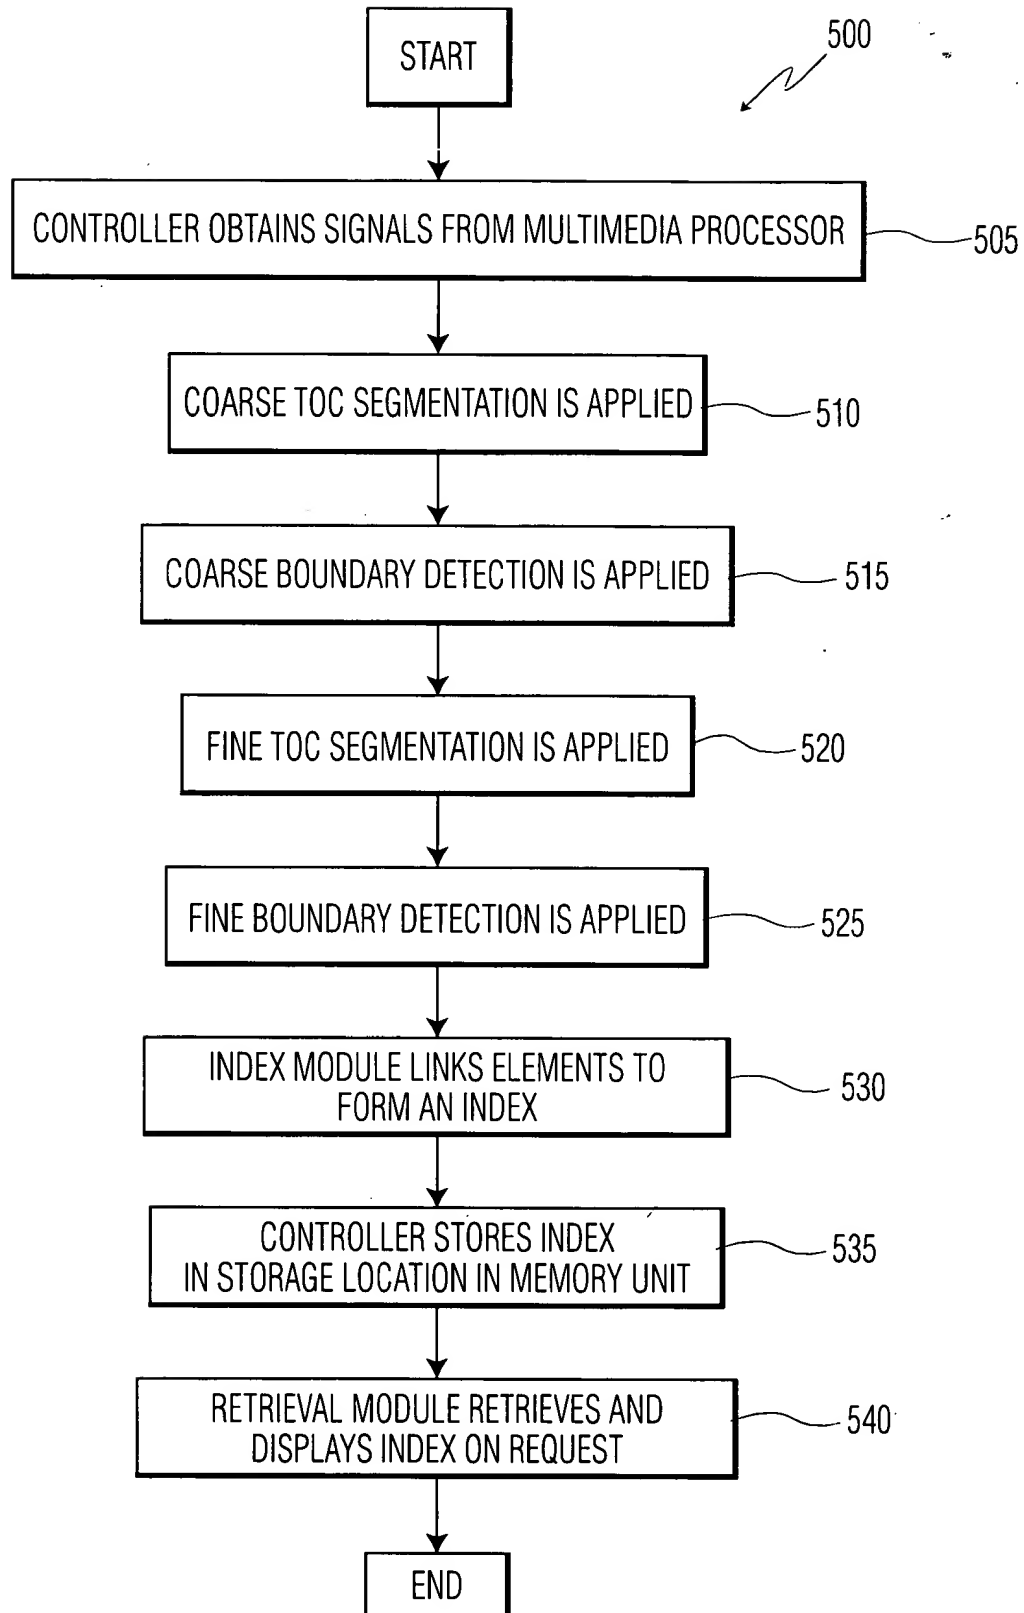 START
500
CONTROLLER OBTAINS SIGNALS FROM MULTIMEDIA PROCESSOR
505
COARSE TOC SEGMENTATION IS APPLIED
510
COARSE BOUNDARY DETECTION IS APPLIED
515
FINE TOC SEGMENTATION IS APPLIED
520
FINE BOUNDARY DETECTION IS APPLIED
525
INDEX MODULE LINKS ELEMENTS TO
FORM AN INDEX
530
CONTROLLER STORES INDEX
IN STORAGE LOCATION IN MEMORY UNIT
535
RETRIEVAL MODULE RETRIEVES AND
DISPLAYS INDEX ON REQUEST
540
END